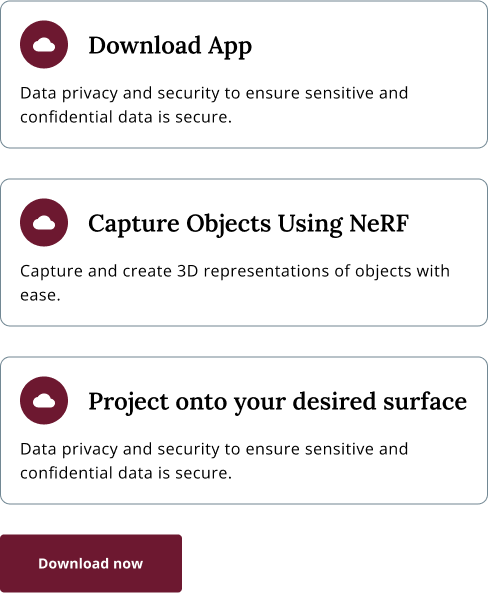 Download App
Data privacy and security to ensure sensitive and
confidential data is secure.
Capture Objects Using NeRF
Capture and create 3D representations of objects with
ease.
Project onto your desired surface
Data privacy and security to ensure sensitive and
confidential data is secure.
Download now